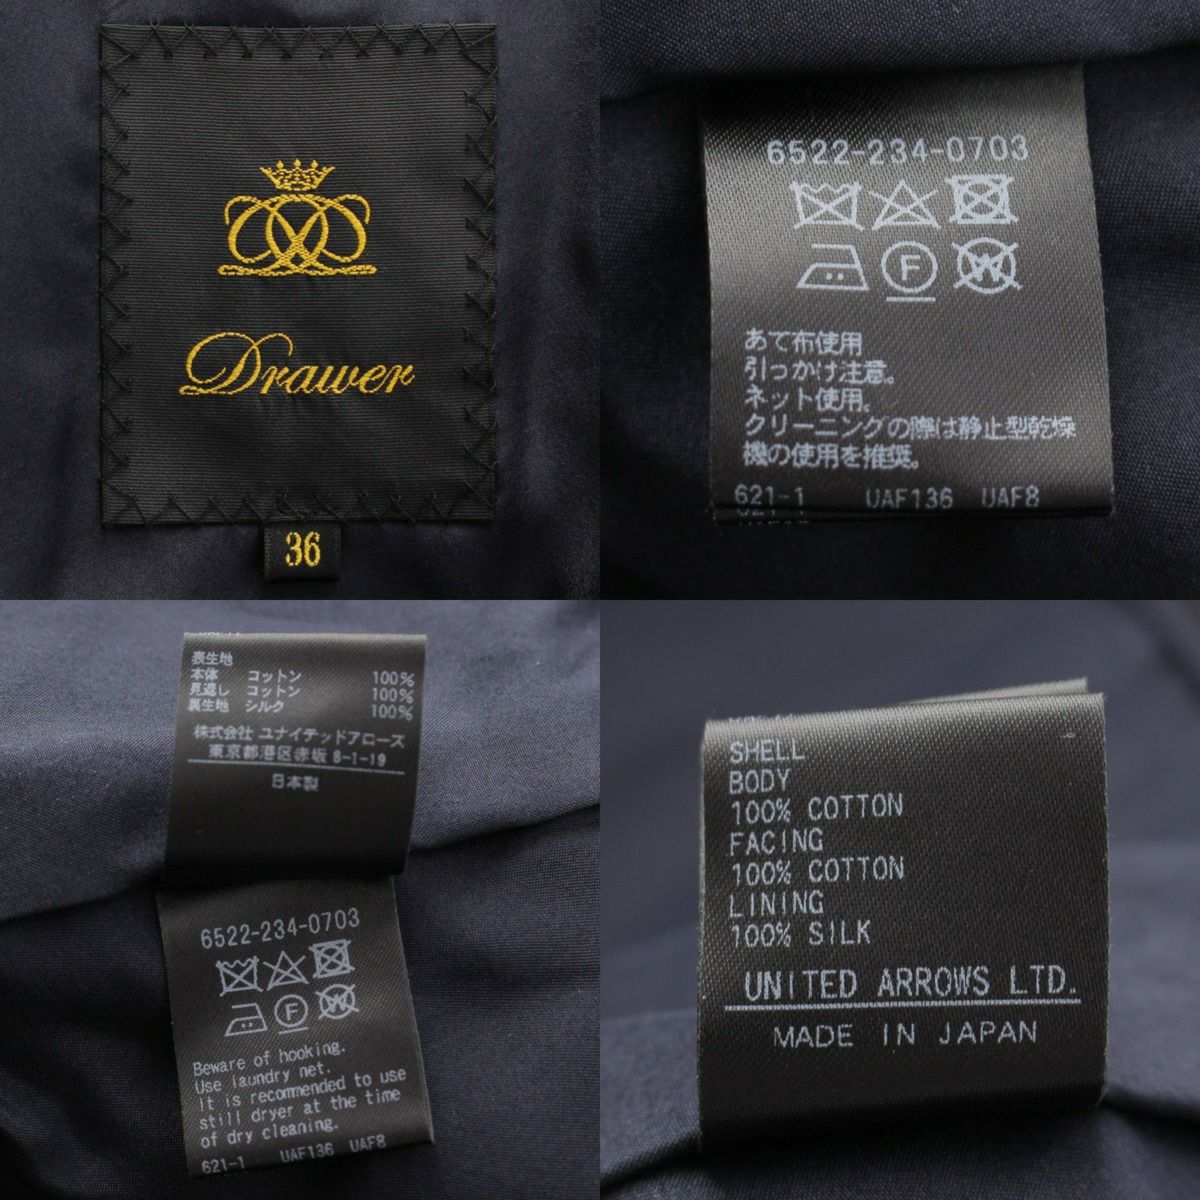 Drawer
36
6522-234-0703
F
W
あて布使用
引っかけ注意。
ネット使用。
クリーニングの際は静止型乾燥
機の使用を推奨。
621-1 UAF136 UAF8
表生地
本体 コットン 100%
見返し コットン 100%
裏生地 シルク 100%
株式会社 ユナイテッドアローズ
東京都港区赤坂 8-1-19
日本製
6522-234-0703
F
W
Beware of hooking.
Use laundry net.
It is recommended to use
still dryer at the time
of dry cleaning.
621-1 UAF136 UAF8
SHELL
BODY
100% COTTON
FACING
100% COTTON
LINING
100% SILK
UNITED ARROWS LTD.
MADE IN JAPAN